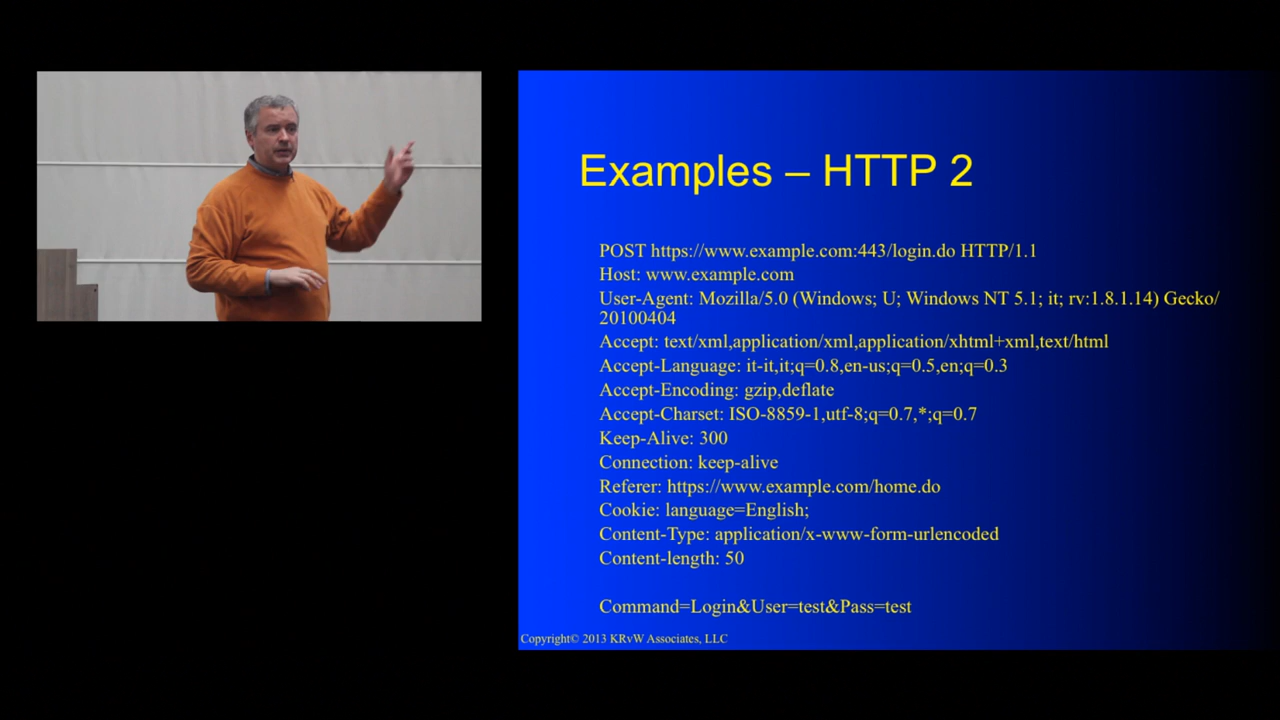 Examples – HTTP 2
POST https://www.example.com:443/login.do HTTP/1.1
Host: www.example.com
User-Agent: Mozilla/5.0 (Windows; U; Windows NT 5.1; it; rv:1.8.1.14) Gecko/
20100404
Accept: text/xml,application/xml,application/xhtml+xml,text/html
Accept-Language: it-it,it;q=0.8,en-us;q=0.5,en;q=0.3
Accept-Encoding: gzip,deflate
Accept-Charset: ISO-8859-1,utf-8;q=0.7,*;q=0.7
Keep-Alive: 300
Connection: keep-alive
Referer: https://www.example.com/home.do
Cookie: language=English;
Content-Type: application/x-www-form-urlencoded
Content-length: 50
Command=Login&User=test&Pass=test
Copyright© 2013 KRvW Associates, LLC